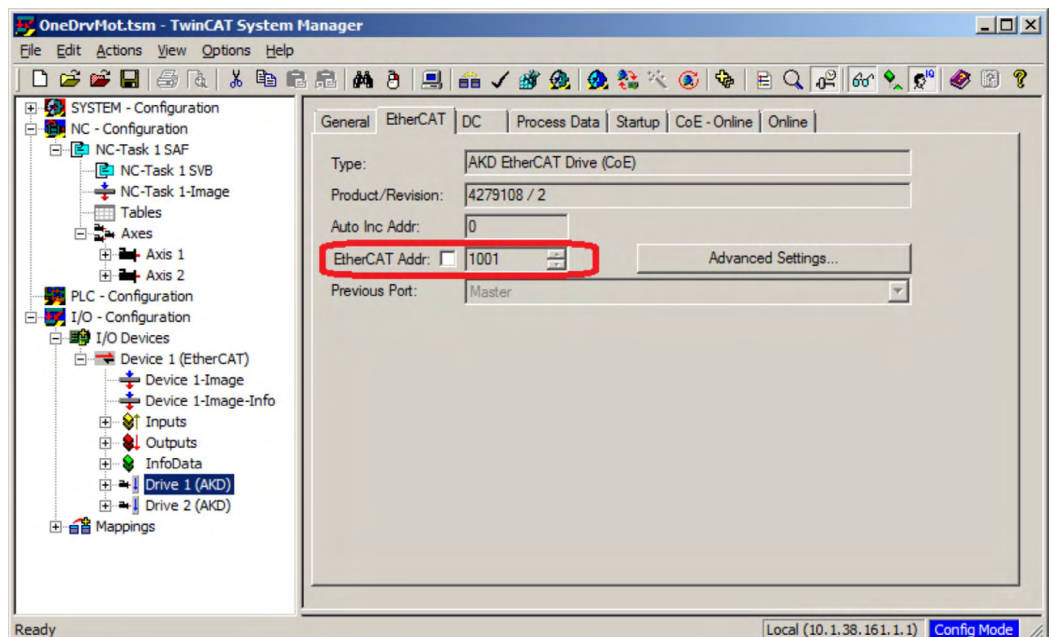 OneDrvMot.tsm - TwinCAT System Manager
File Edit Actions View Options Help
SYSTEM - Configuration
NC - Configuration
NC-Task 1 SAF
NC-Task 1 SVB
NC-Task 1-Image
Tables
Axes
Axis 1
Axis 2
PLC - Configuration
I/O - Configuration
I/O Devices
Device 1 (EtherCAT)
Device 1-Image
Device 1-Image-Info
Inputs
Outputs
InfoData
Drive 1 (AKD)
Drive 2 (AKD)
Mappings
General EtherCAT DC Process Data Startup CoE - Online Online
Type: AKD EtherCAT Drive (CoE)
Product/Revision: 4279108 / 2
Auto Inc Addr: 0
EtherCAT Addr: 1001 Advanced Settings...
Previous Port: Master
Ready Local (10.1.38.161.1.1) Config Mode